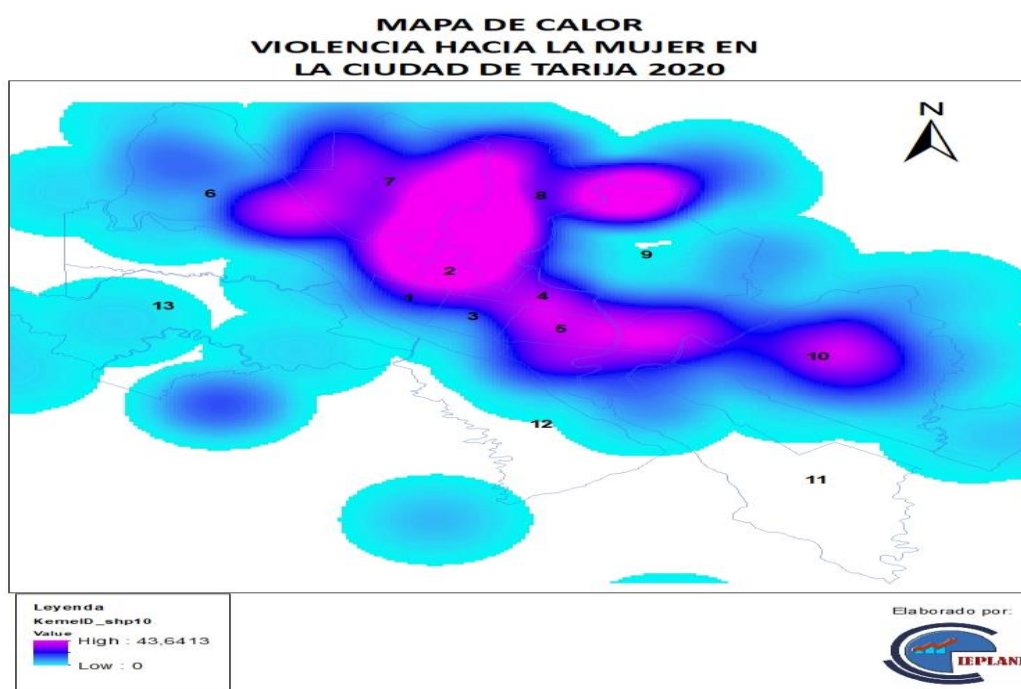 MAPA DE CALOR
VIOLENCIA HACIA LA MUJER EN
LA CIUDAD DE TARIJA 2020
N
6
7
8
9
2
1
4
3
13
5
10
12
11
Leyenda
KernelD_shp10
Value
High : 43,6413
Low : 0
Elaborado por:
IEPLANE